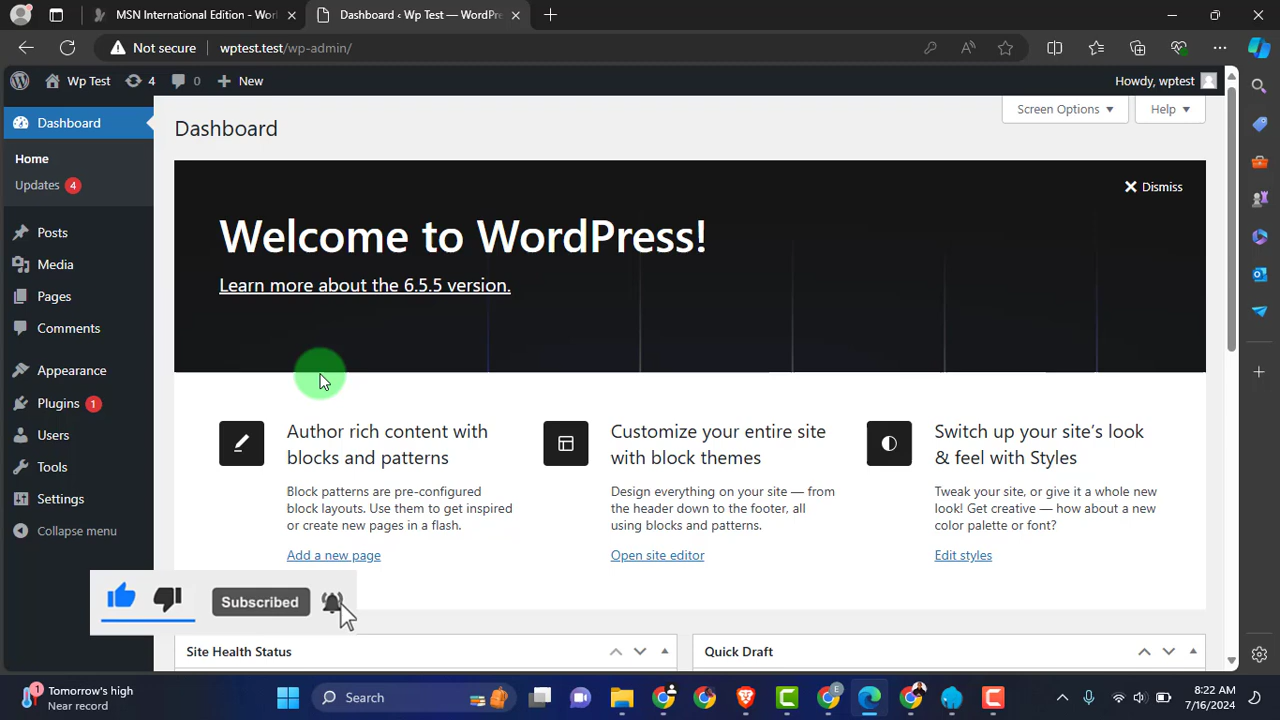 MSN International Edition - Worl
Dashboard ‹ Wp Test — WordPre
Not secure
wptest.test/wp-admin/
Wp Test
4
0
New
Howdy, wptest
Dashboard
Home
Updates 4
Posts
Media
Pages
Comments
Appearance
Plugins 1
Users
Tools
Settings
Collapse menu
Dashboard
Screen Options
Help
Dismiss
Welcome to WordPress!
Learn more about the 6.5.5 version.
Author rich content with
blocks and patterns
Block patterns are pre-configured
block layouts. Use them to get inspired
or create new pages in a flash.
Add a new page
Customize your entire site
with block themes
Design everything on your site — from
the header down to the footer, all
using blocks and patterns.
Open site editor
Switch up your site's look
& feel with Styles
Tweak your site, or give it a whole new
look! Get creative — how about a new
color palette or font?
Edit styles
Subscribed
Site Health Status
Quick Draft
1
Tomorrow's high
Near record
Search
E
8:22 AM
7/16/2024